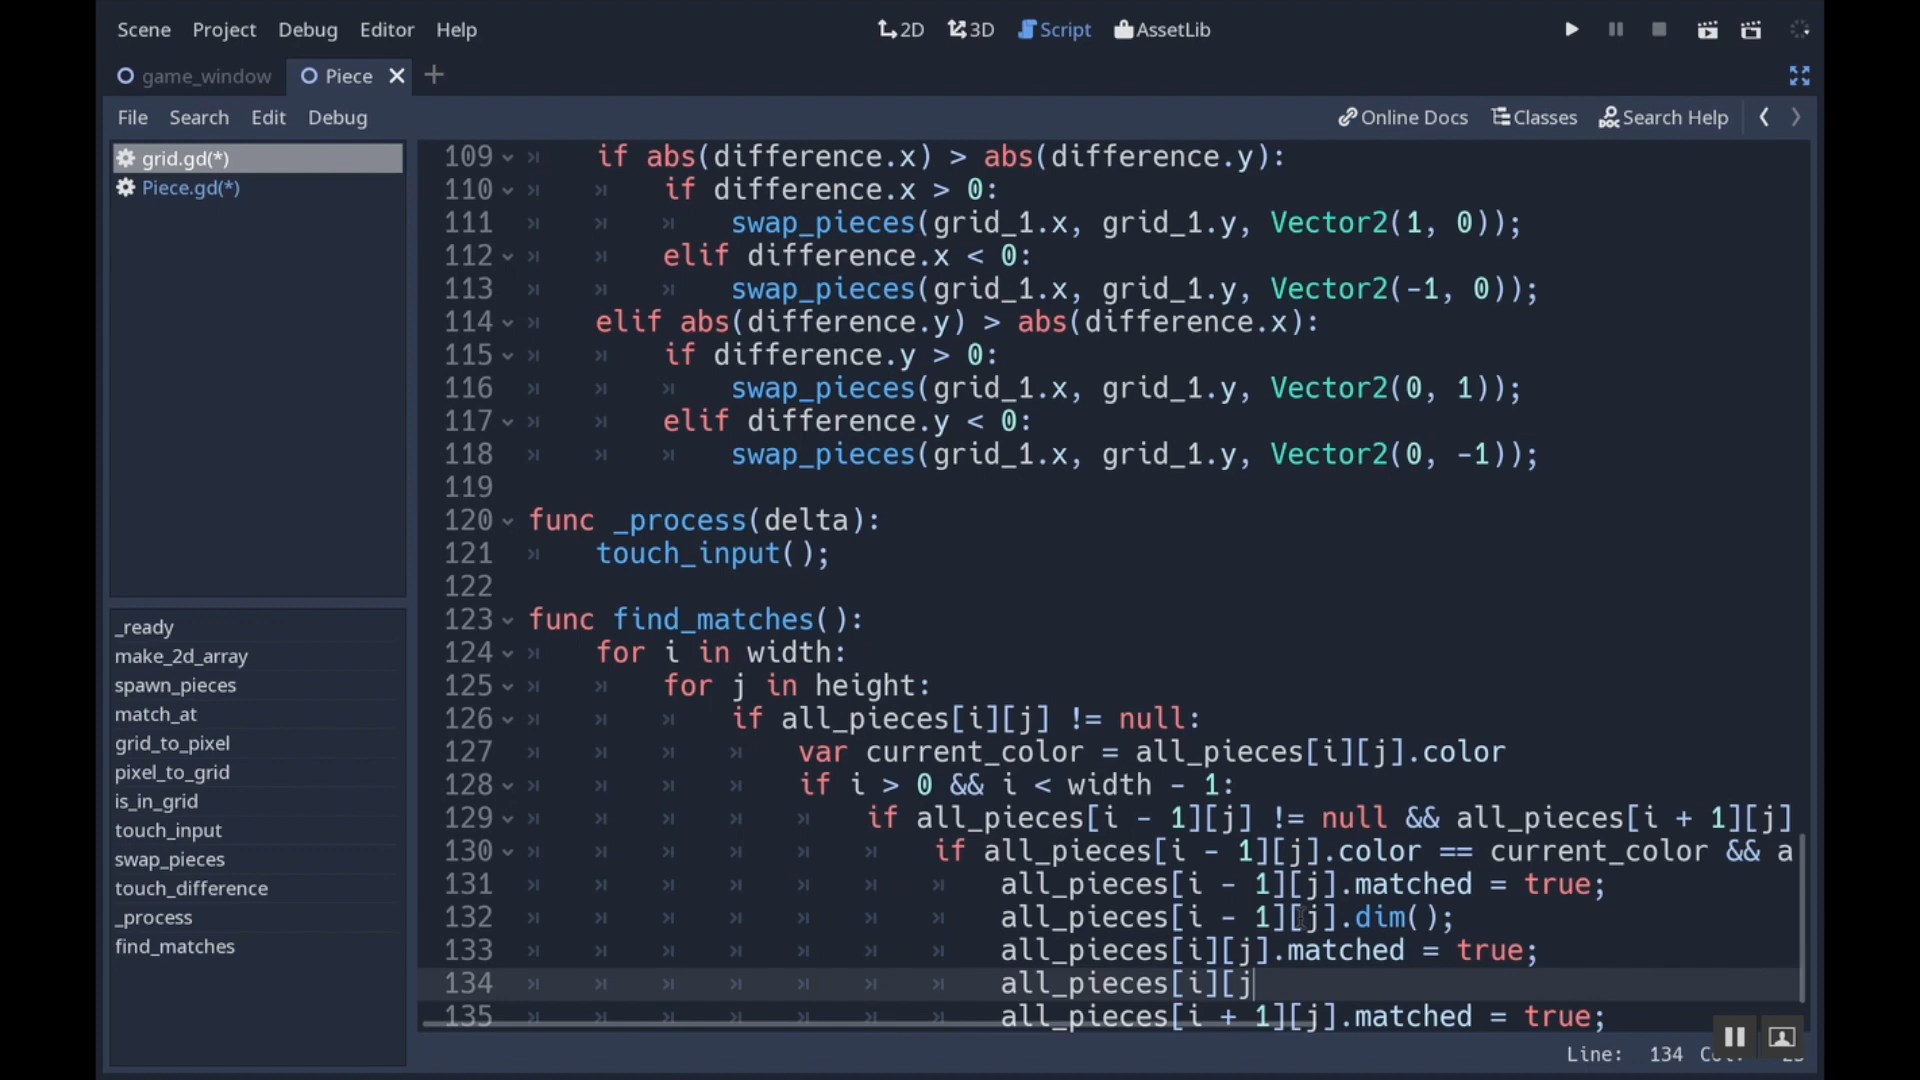 Scene Project Debug Editor Help 2D 3D Script AssetLib
game_window Piece
File Search Edit Debug Online Docs Classes Search Help
grid.gd(*)
Piece.gd(*)
_ready
make_2d_array
spawn_pieces
match_at
grid_to_pixel
pixel_to_grid
is_in_grid
touch_input
swap_pieces
touch_difference
_process
find_matches
109 if abs(difference.x) > abs(difference.y):
110 if difference.x > 0:
111 swap_pieces(grid_1.x, grid_1.y, Vector2(1, 0));
112 elif difference.x < 0:
113 swap_pieces(grid_1.x, grid_1.y, Vector2(-1, 0));
114 elif abs(difference.y) > abs(difference.x):
115 if difference.y > 0:
116 swap_pieces(grid_1.x, grid_1.y, Vector2(0, 1));
117 elif difference.y < 0:
118 swap_pieces(grid_1.x, grid_1.y, Vector2(0, -1));
119
120 func _process(delta):
121 touch_input();
122
123 func find_matches():
124 for i in width:
125 for j in height:
126 if all_pieces[i][j] != null:
127 var current_color = all_pieces[i][j].color
128 if i > 0 && i < width - 1:
129 if all_pieces[i - 1][j] != null && all_pieces[i + 1][j]
130 if all_pieces[i - 1][j].color == current_color && a
131 all_pieces[i - 1][j].matched = true;
132 all_pieces[i - 1][j].dim();
133 all_pieces[i][j].matched = true;
134 all_pieces[i][j
135 all_pieces[i + 1][j].matched = true;
Line: 134